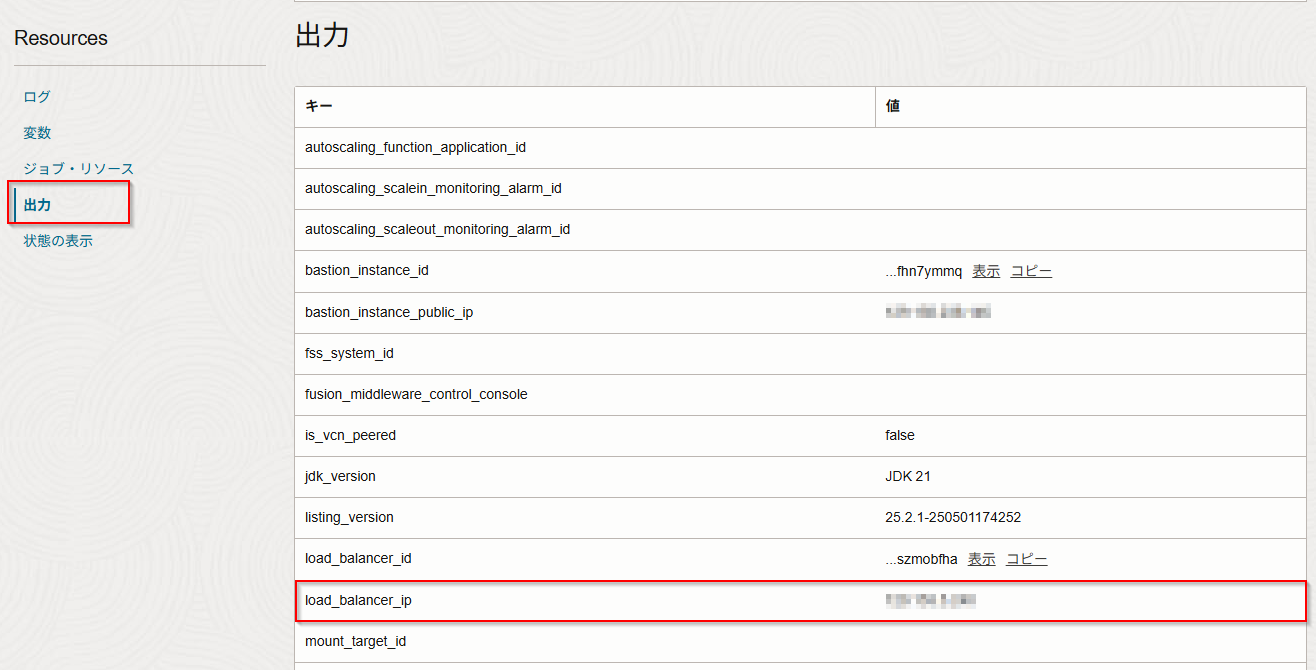 Resources
ログ
変数
ジョブ・リソース
出力
状態の表示
出力
キー 値
autoscaling_function_application_id
autoscaling_scalein_monitoring_alarm_id
autoscaling_scaleout_monitoring_alarm_id
bastion_instance_id ...fhn7ymmq 表示 コピー
bastion_instance_public_ip
fss_system_id
fusion_middleware_control_console
is_vcn_peered false
jdk_version JDK 21
listing_version 25.2.1-250501174252
load_balancer_id ...szmobfha 表示 コピー
load_balancer_ip
mount_target_id